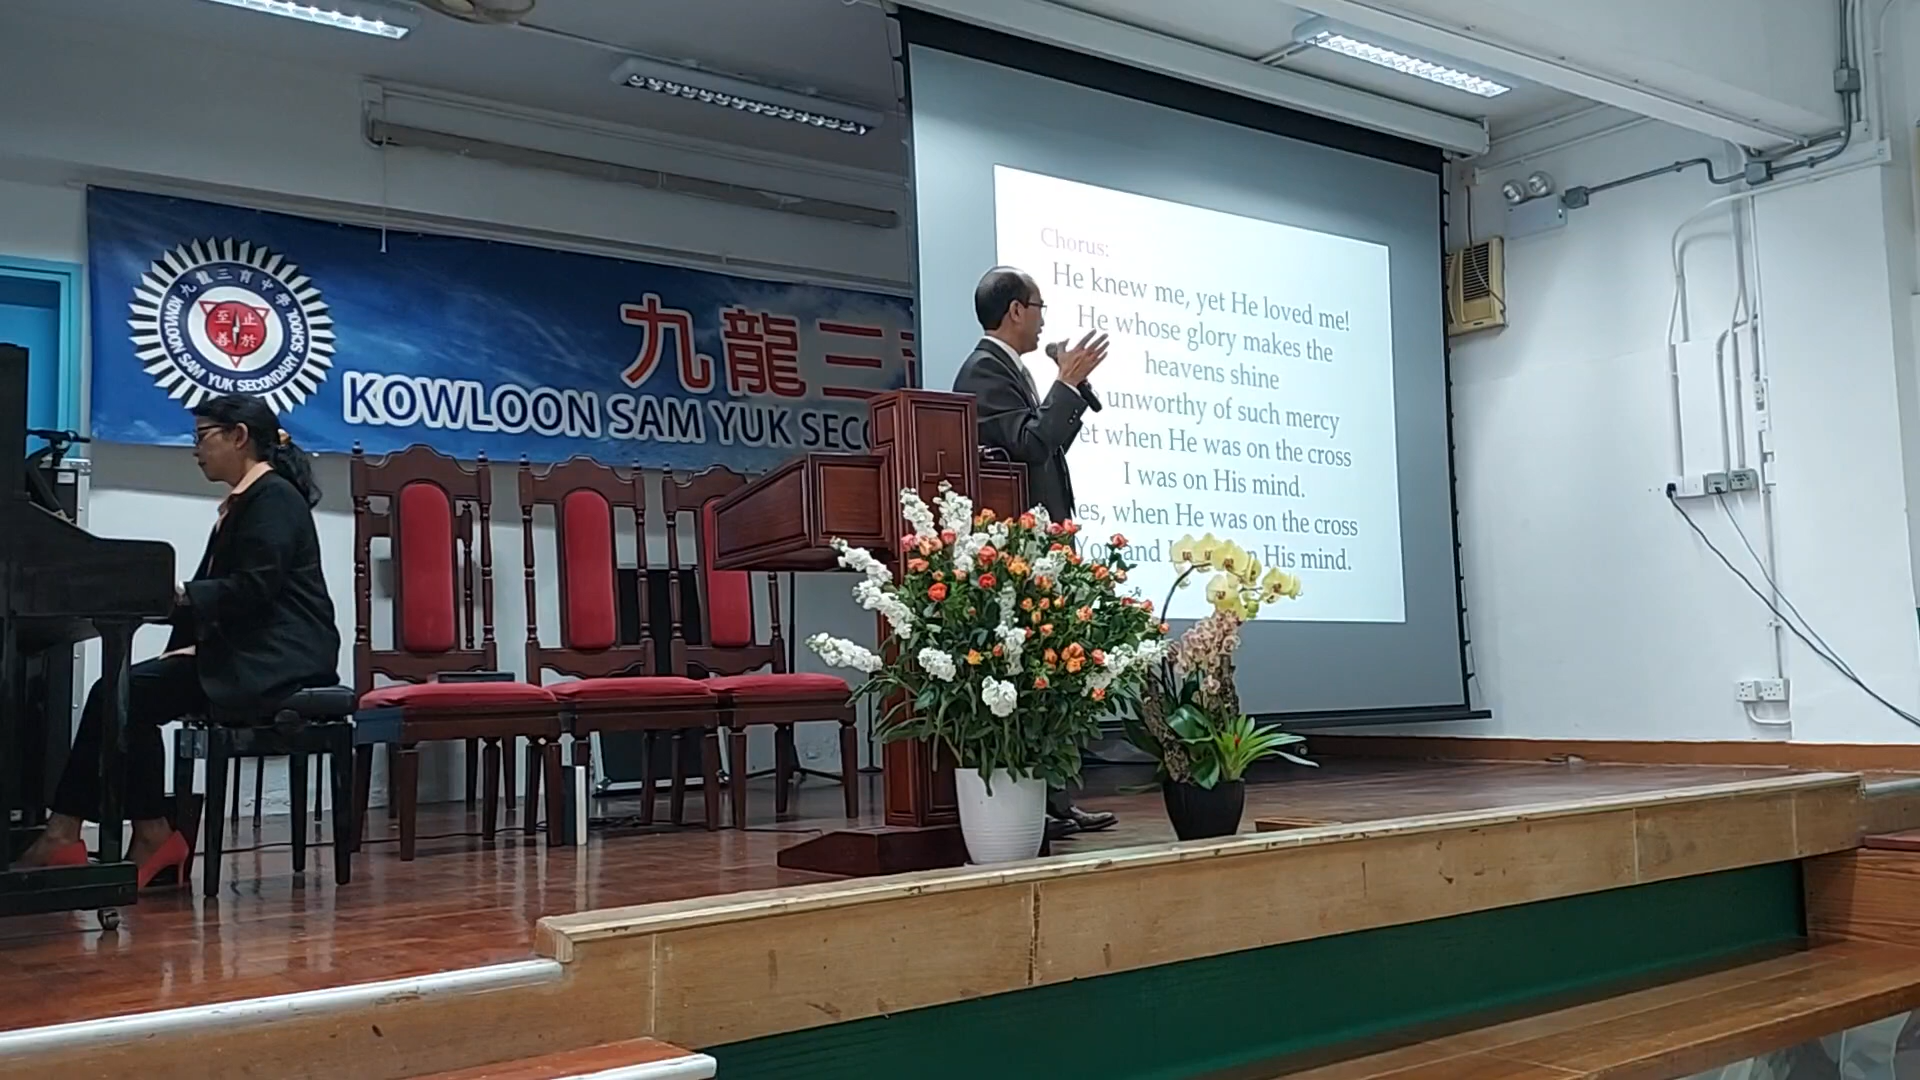 九龍三育中學
KOWLOON SAM YUK SECONDARY SCHOOL
至 止
善 於
九龍三
KOWLOON SAM YUK SECO
Chorus:
He knew me, yet He loved me!
He whose glory makes the
heavens shine
unworthy of such mercy
et when He was on the cross
I was on His mind.
es, when He was on the cross
You and His mind.